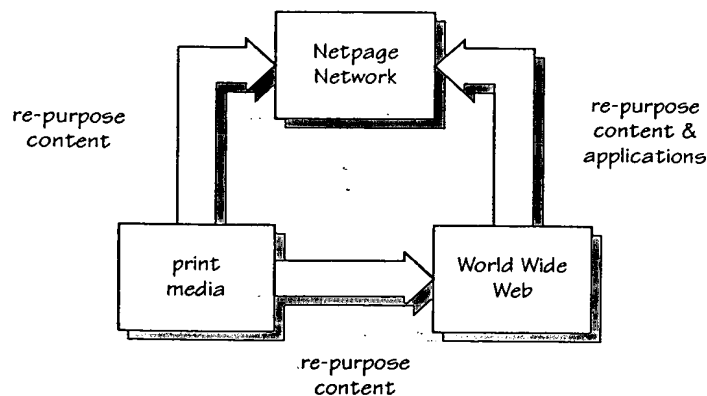 Netpage
Network
re-purpose
content
re-purpose
content &
applications
print
media
World Wide
Web
re-purpose
content